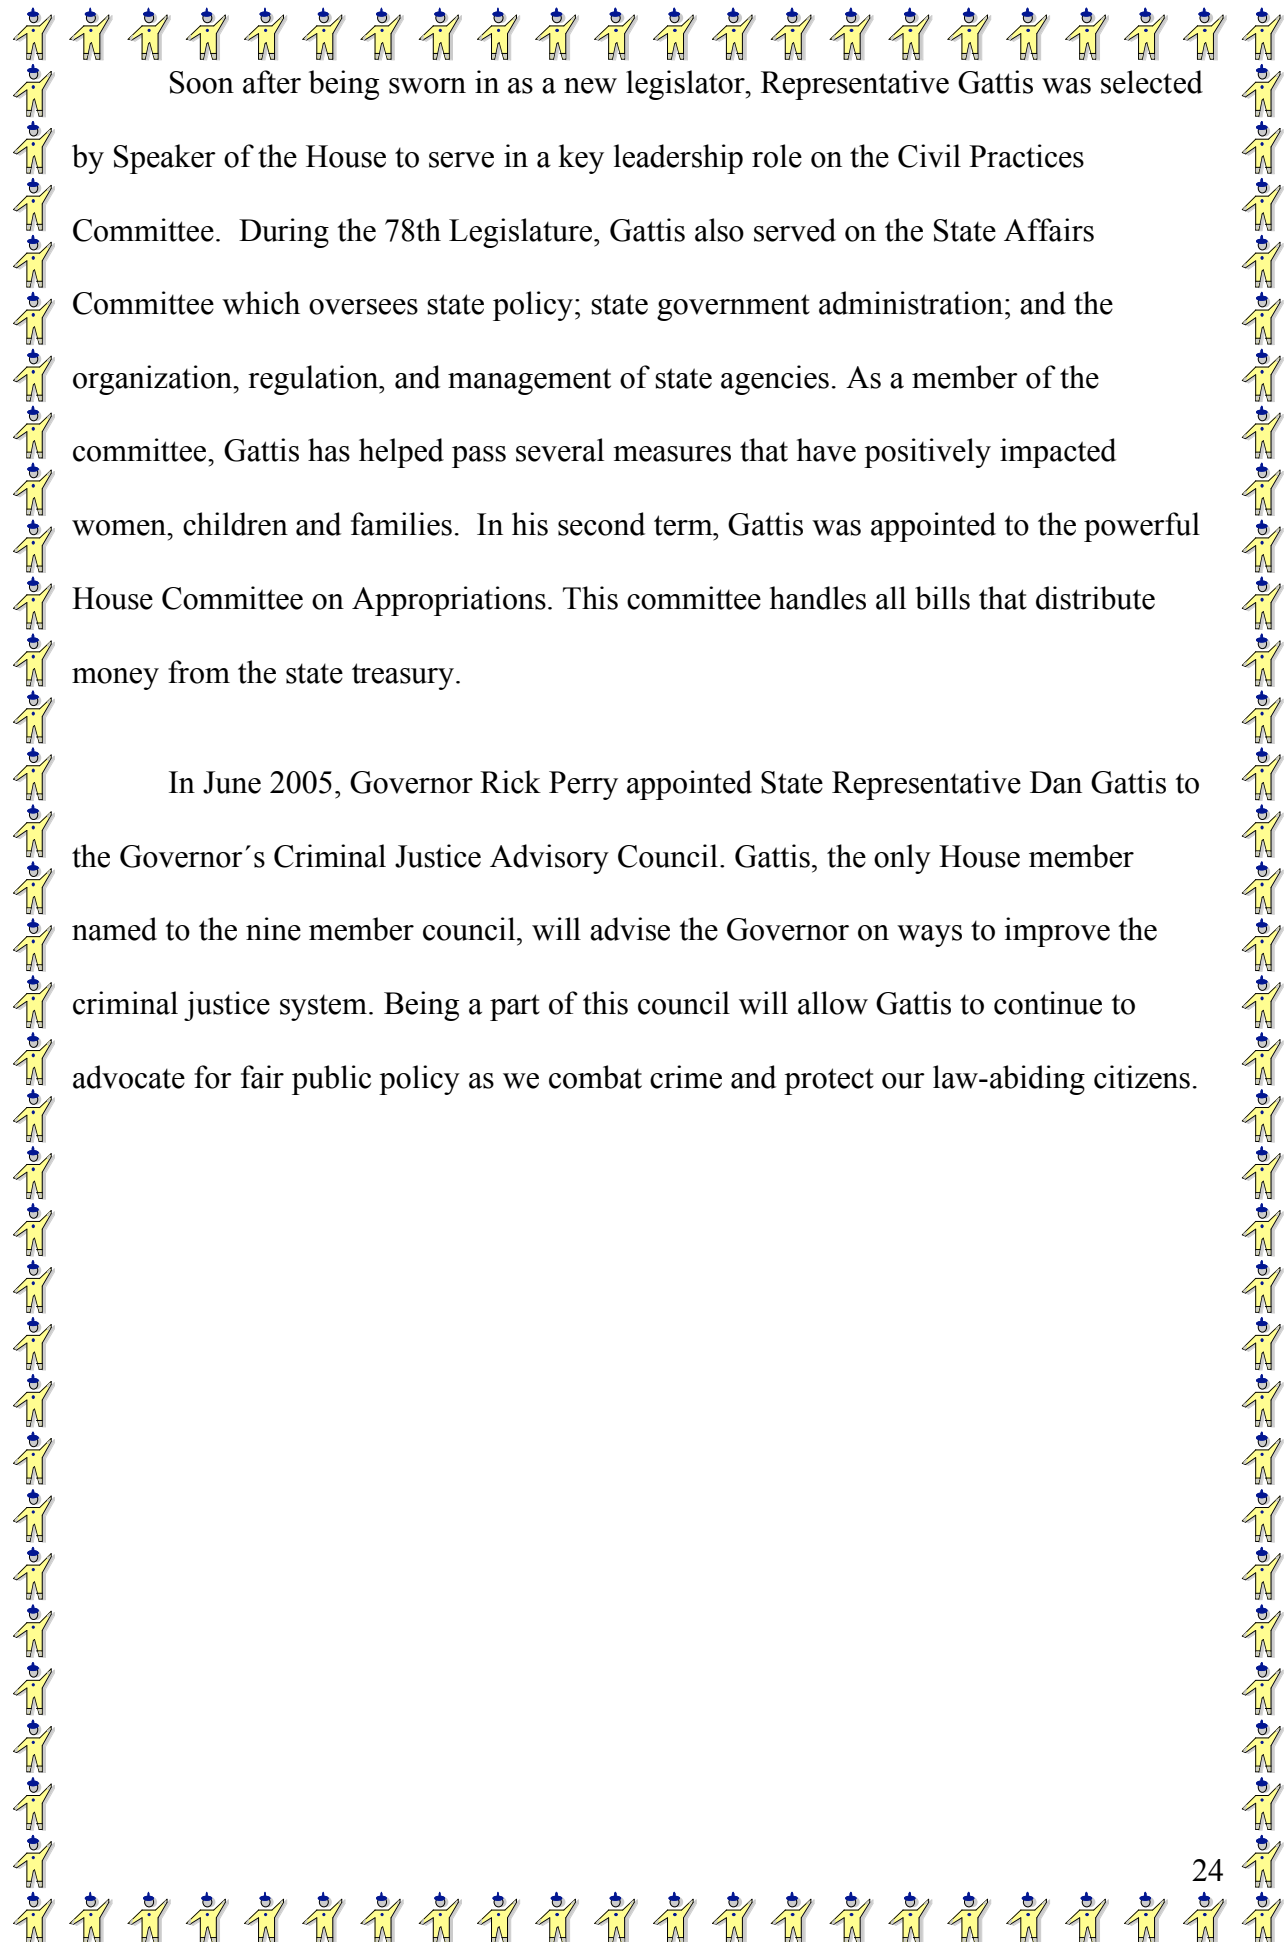 Soon after being sworn in as a new legislator, Representative Gattis was selected
by Speaker of the House to serve in a key leadership role on the Civil Practices
Committee.  During the 78th Legislature, Gattis also served on the State Affairs
Committee which oversees state policy; state government administration; and the
organization, regulation, and management of state agencies. As a member of the
committee, Gattis has helped pass several measures that have positively impacted
women, children and families.  In his second term, Gattis was appointed to the powerful
House Committee on Appropriations. This committee handles all bills that distribute
money from the state treasury.
In June 2005, Governor Rick Perry appointed State Representative Dan Gattis to
the Governor´s Criminal Justice Advisory Council. Gattis, the only House member
named to the nine member council, will advise the Governor on ways to improve the
criminal justice system. Being a part of this council will allow Gattis to continue to
advocate for fair public policy as we combat crime and protect our law-abiding citizens.
24